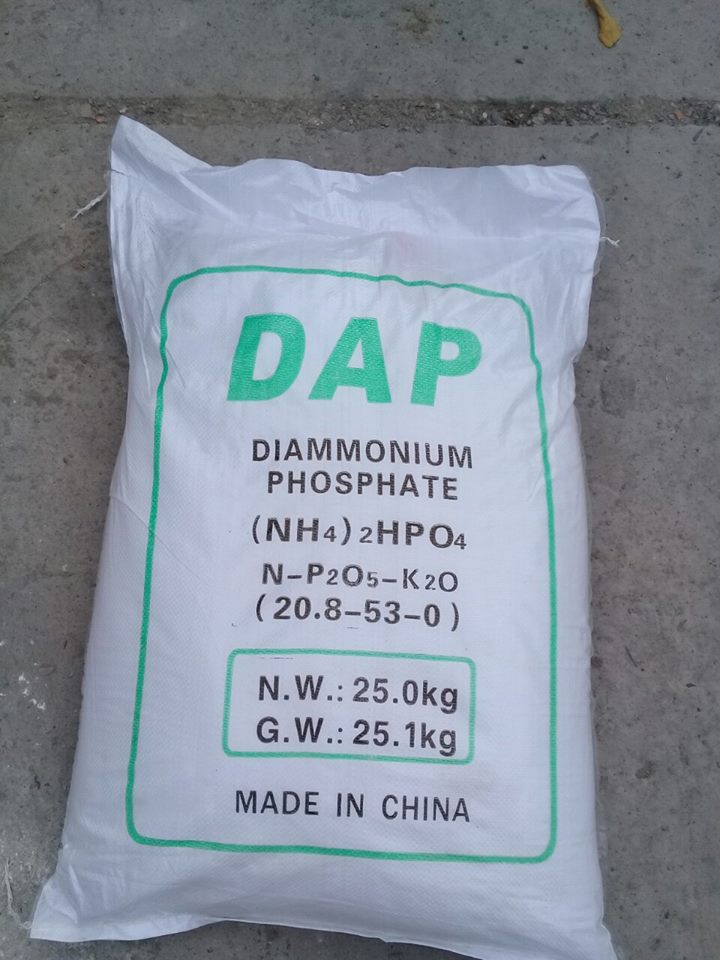 DAP
DIAMMONIUM
PHOSPHATE
(NH4)2HPO4
N-P2O5-K2O
(20.8-53-0)
N.W.: 25.0kg
G.W.: 25.1kg
MADE IN CHINA